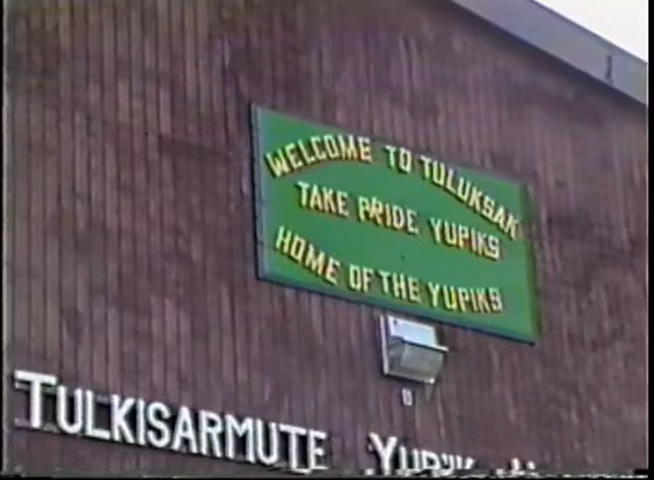 WELCOME TO TULUKSAK
TAKE PRIDE YUPIKS
HOME OF THE YUPIKS
TULKISARMUTE